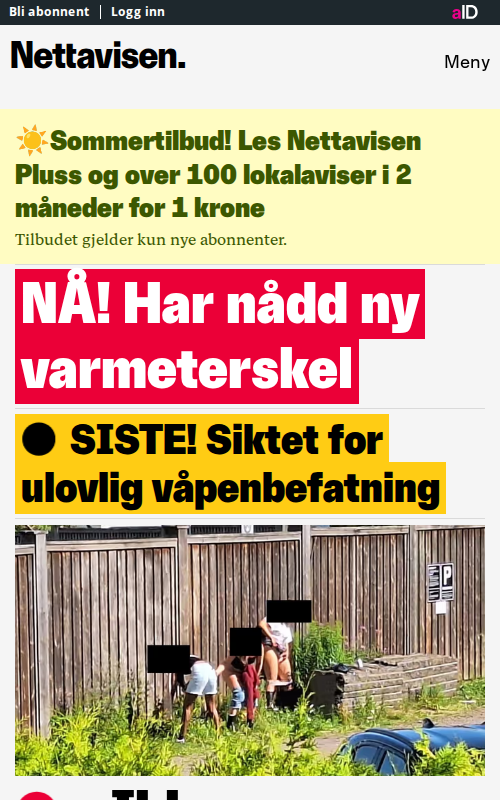 Bli abonnent
Logg inn
aID
Nettavisen.
Meny
☀️Sommertilbud! Les Nettavisen
Pluss og over 100 lokalaviser i 2
måneder for 1 krone
Tilbudet gjelder kun nye abonnenter.
NÅ! Har nådd ny
varmeterskel
SISTE! Siktet for
ulovlig våpenbefatning
P